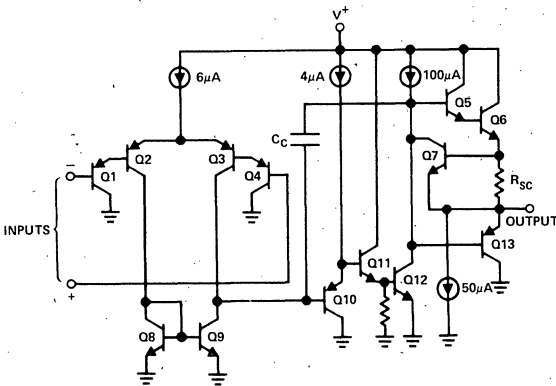 V+
6µA
4µA
100µA
Q5
Q6
CC
Q2
Q3
Q7
Q1
Q4
RSC
−
OUTPUT
INPUTS
Q11
Q13
+
Q10
Q12
50µA
Q8
Q9